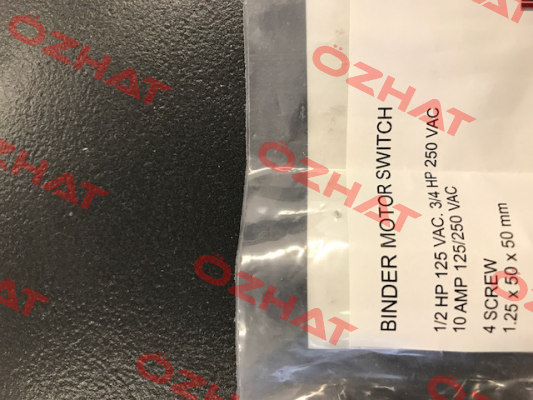 BINDER MOTOR SWITCH
1/2 HP 125 VAC. 3/4 HP 250 VAC
10 AMP 125/250 VAC
4 SCREW
1.25 x 50 x 50 mm
OZHAT
OZHAT
OZHAT
OZHAT
OZHAT
OZHAT
OZHAT